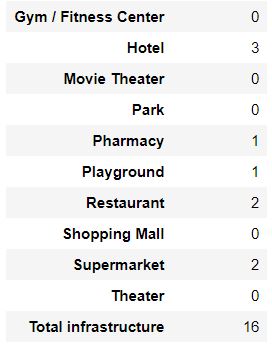 Gym / Fitness Center 0
Hotel 3
Movie Theater 0
Park 0
Pharmacy 1
Playground 1
Restaurant 2
Shopping Mall 0
Supermarket 2
Theater 0
Total infrastructure 16